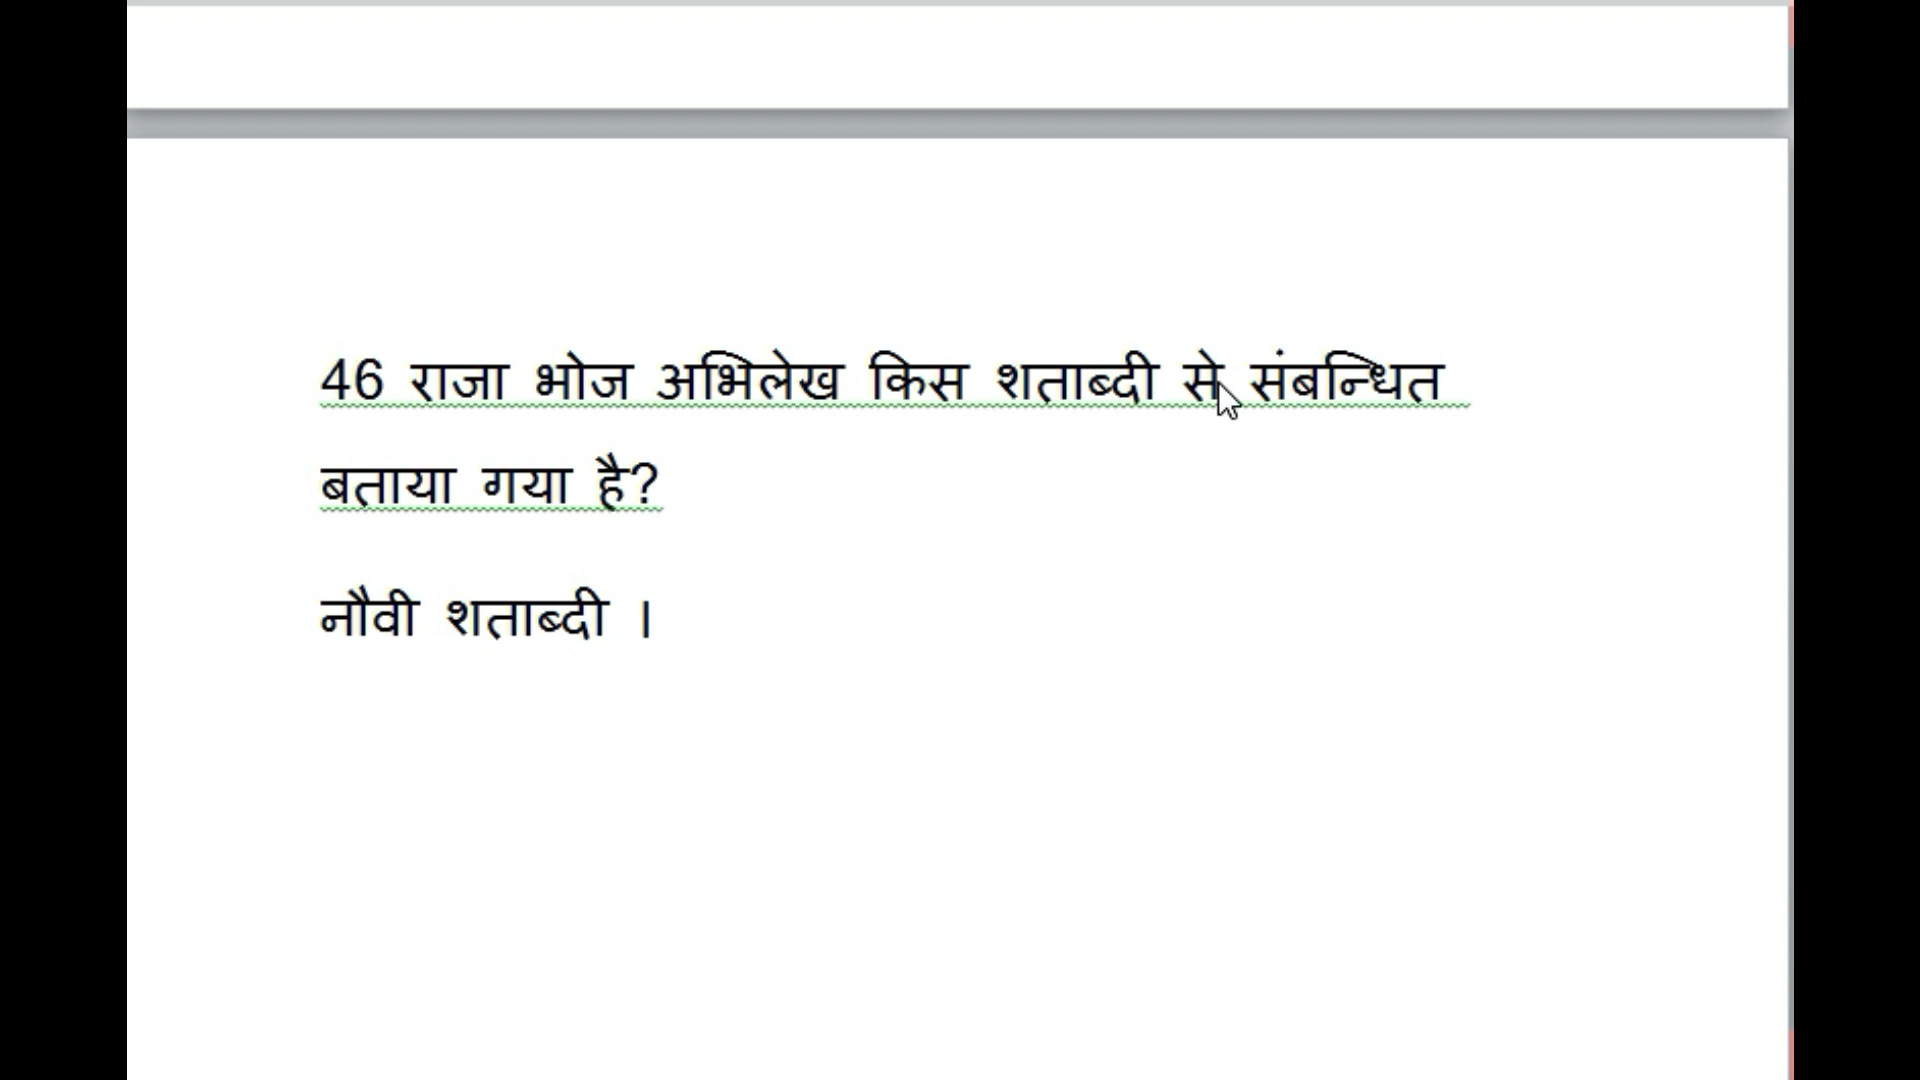 46 राजा भोज अभिलेख किस शताब्दी से संबन्धित
बताया गया है?
नौवी शताब्दी ।